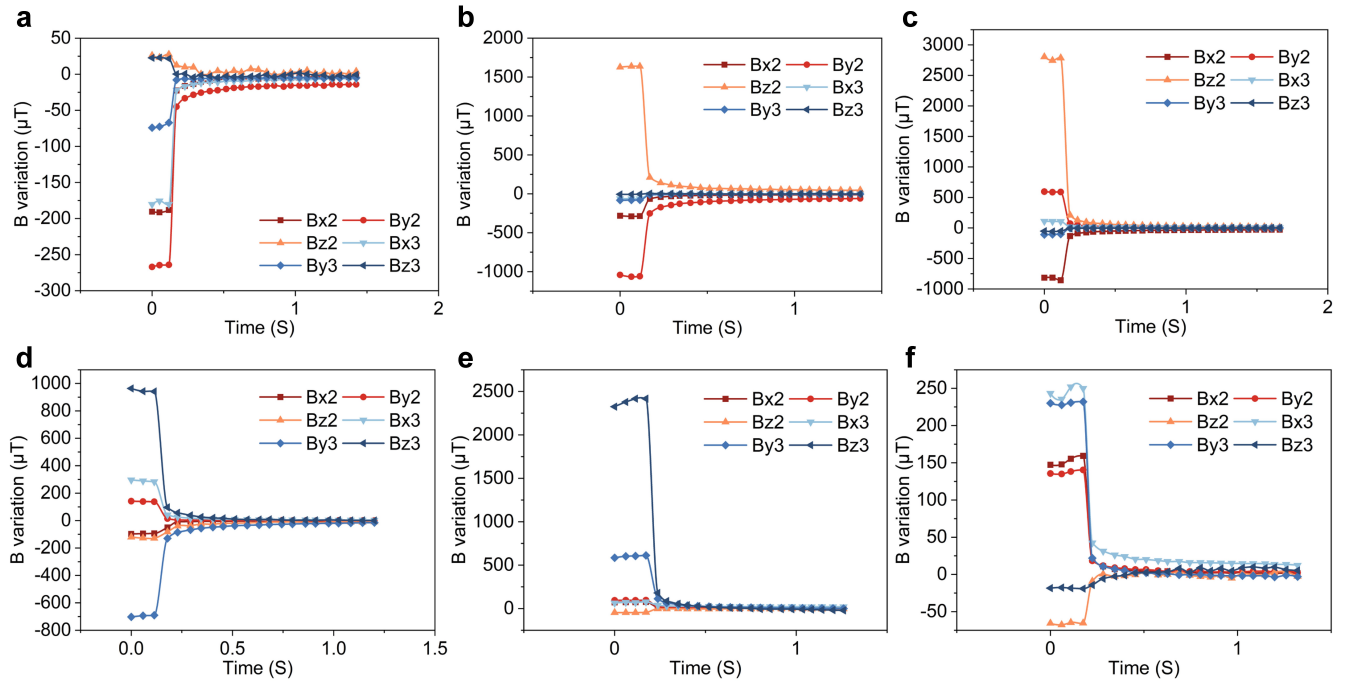 a
50
0
-50
-100
-150
-200
-250
-300
B variation (μT)
Bx2 By2
Bz2 Bx3
By3 Bz3
0 1 2
Time (S)
b
2000
1500
1000
500
0
-500
-1000
B variation (μT)
Bx2 By2
Bz2 Bx3
By3 Bz3
0 1
Time (S)
c
3000
2500
2000
1500
1000
500
0
-500
-1000
B variation (μT)
Bx2 By2
Bz2 Bx3
By3 Bz3
0 1 2
Time (S)
d
1000
800
600
400
200
0
-200
-400
-600
-800
B variation (μT)
Bx2 By2
Bz2 Bx3
By3 Bz3
0.0 0.5 1.0 1.5
Time (S)
e
2500
2000
1500
1000
500
0
B variation (μT)
Bx2 By2
Bz2 Bx3
By3 Bz3
0 1
Time (S)
f
250
200
150
100
50
0
-50
B variation (μT)
Bx2 By2
Bz2 Bx3
By3 Bz3
0 1
Time (S)